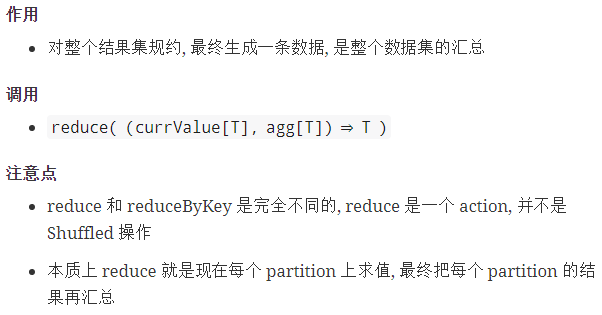 作用
对整个结果集规约, 最终生成一条数据, 是整个数据集的汇总
调用
reduce( (currValue[T], agg[T]) ⇒ T )
注意点
reduce 和 reduceByKey 是完全不同的, reduce 是一个 action, 并不是
Shuffled 操作
本质上 reduce 就是现在每个 partition 上求值, 最终把每个 partition 的结
果再汇总